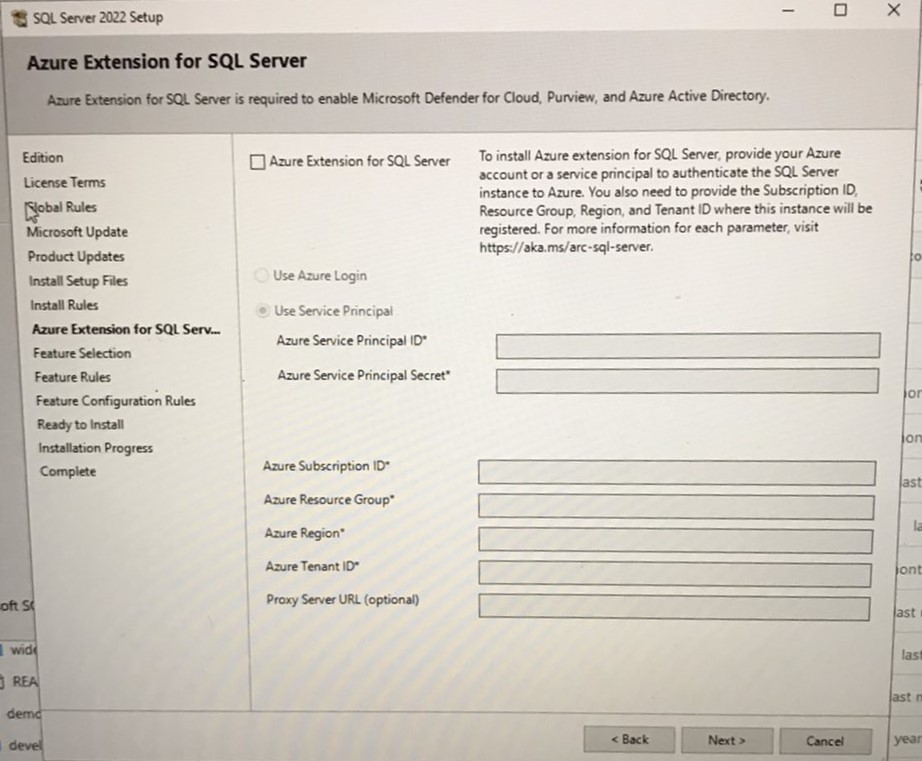 SQL Server 2022 Setup
Azure Extension for SQL Server
Azure Extension for SQL Server is required to enable Microsoft Defender for Cloud, Purview, and Azure Active Directory.
Edition
License Terms
Global Rules
Microsoft Update
Product Updates
Install Setup Files
Install Rules
Azure Extension for SQL Serv...
Feature Selection
Feature Rules
Feature Configuration Rules
Ready to Install
Installation Progress
Complete
Azure Extension for SQL Server
To install Azure extension for SQL Server, provide your Azure
account or a service principal to authenticate the SQL Server
instance to Azure. You also need to provide the Subscription ID,
Resource Group, Region, and Tenant ID where this instance will be
registered. For more information for each parameter, visit
https://aka.ms/arc-sql-server.
Use Azure Login
Use Service Principal
Azure Service Principal ID*
Azure Service Principal Secret*
Azure Subscription ID*
Azure Resource Group*
Azure Region*
Azure Tenant ID*
Proxy Server URL (optional)
< Back
Next >
Cancel
oft
wide
REA
demo
devel
last
last
last
year